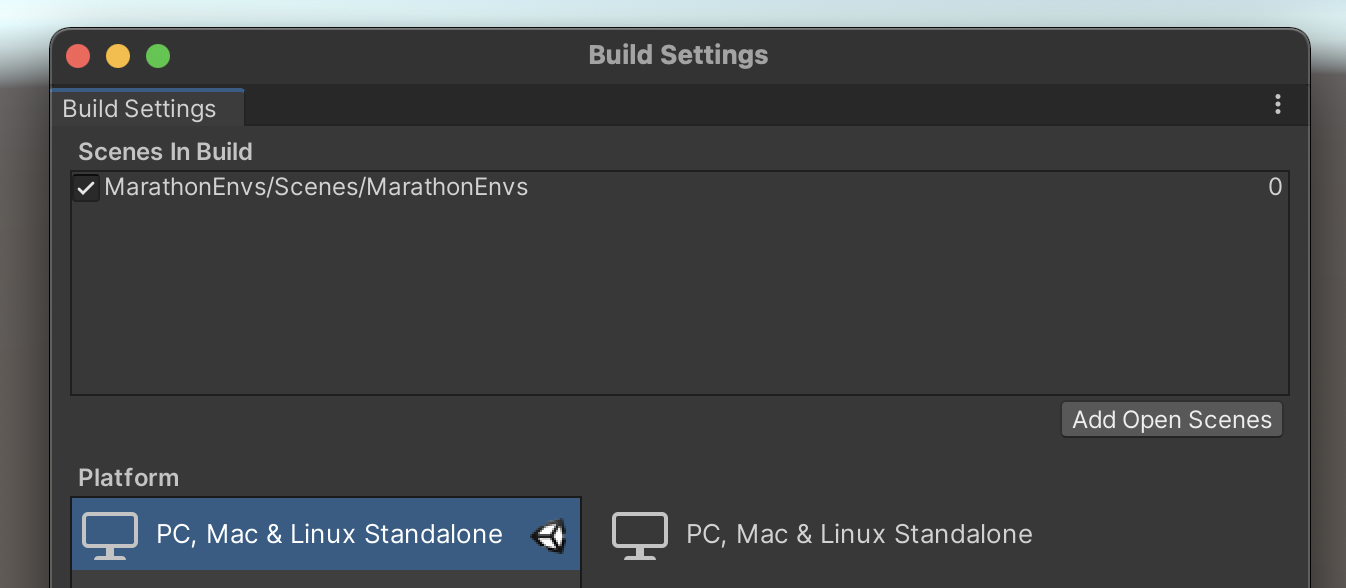 Build Settings
Build Settings
Scenes In Build
MarathonEnvs/Scenes/MarathonEnvs 0
Add Open Scenes
Platform
PC, Mac & Linux Standalone PC, Mac & Linux Standalone